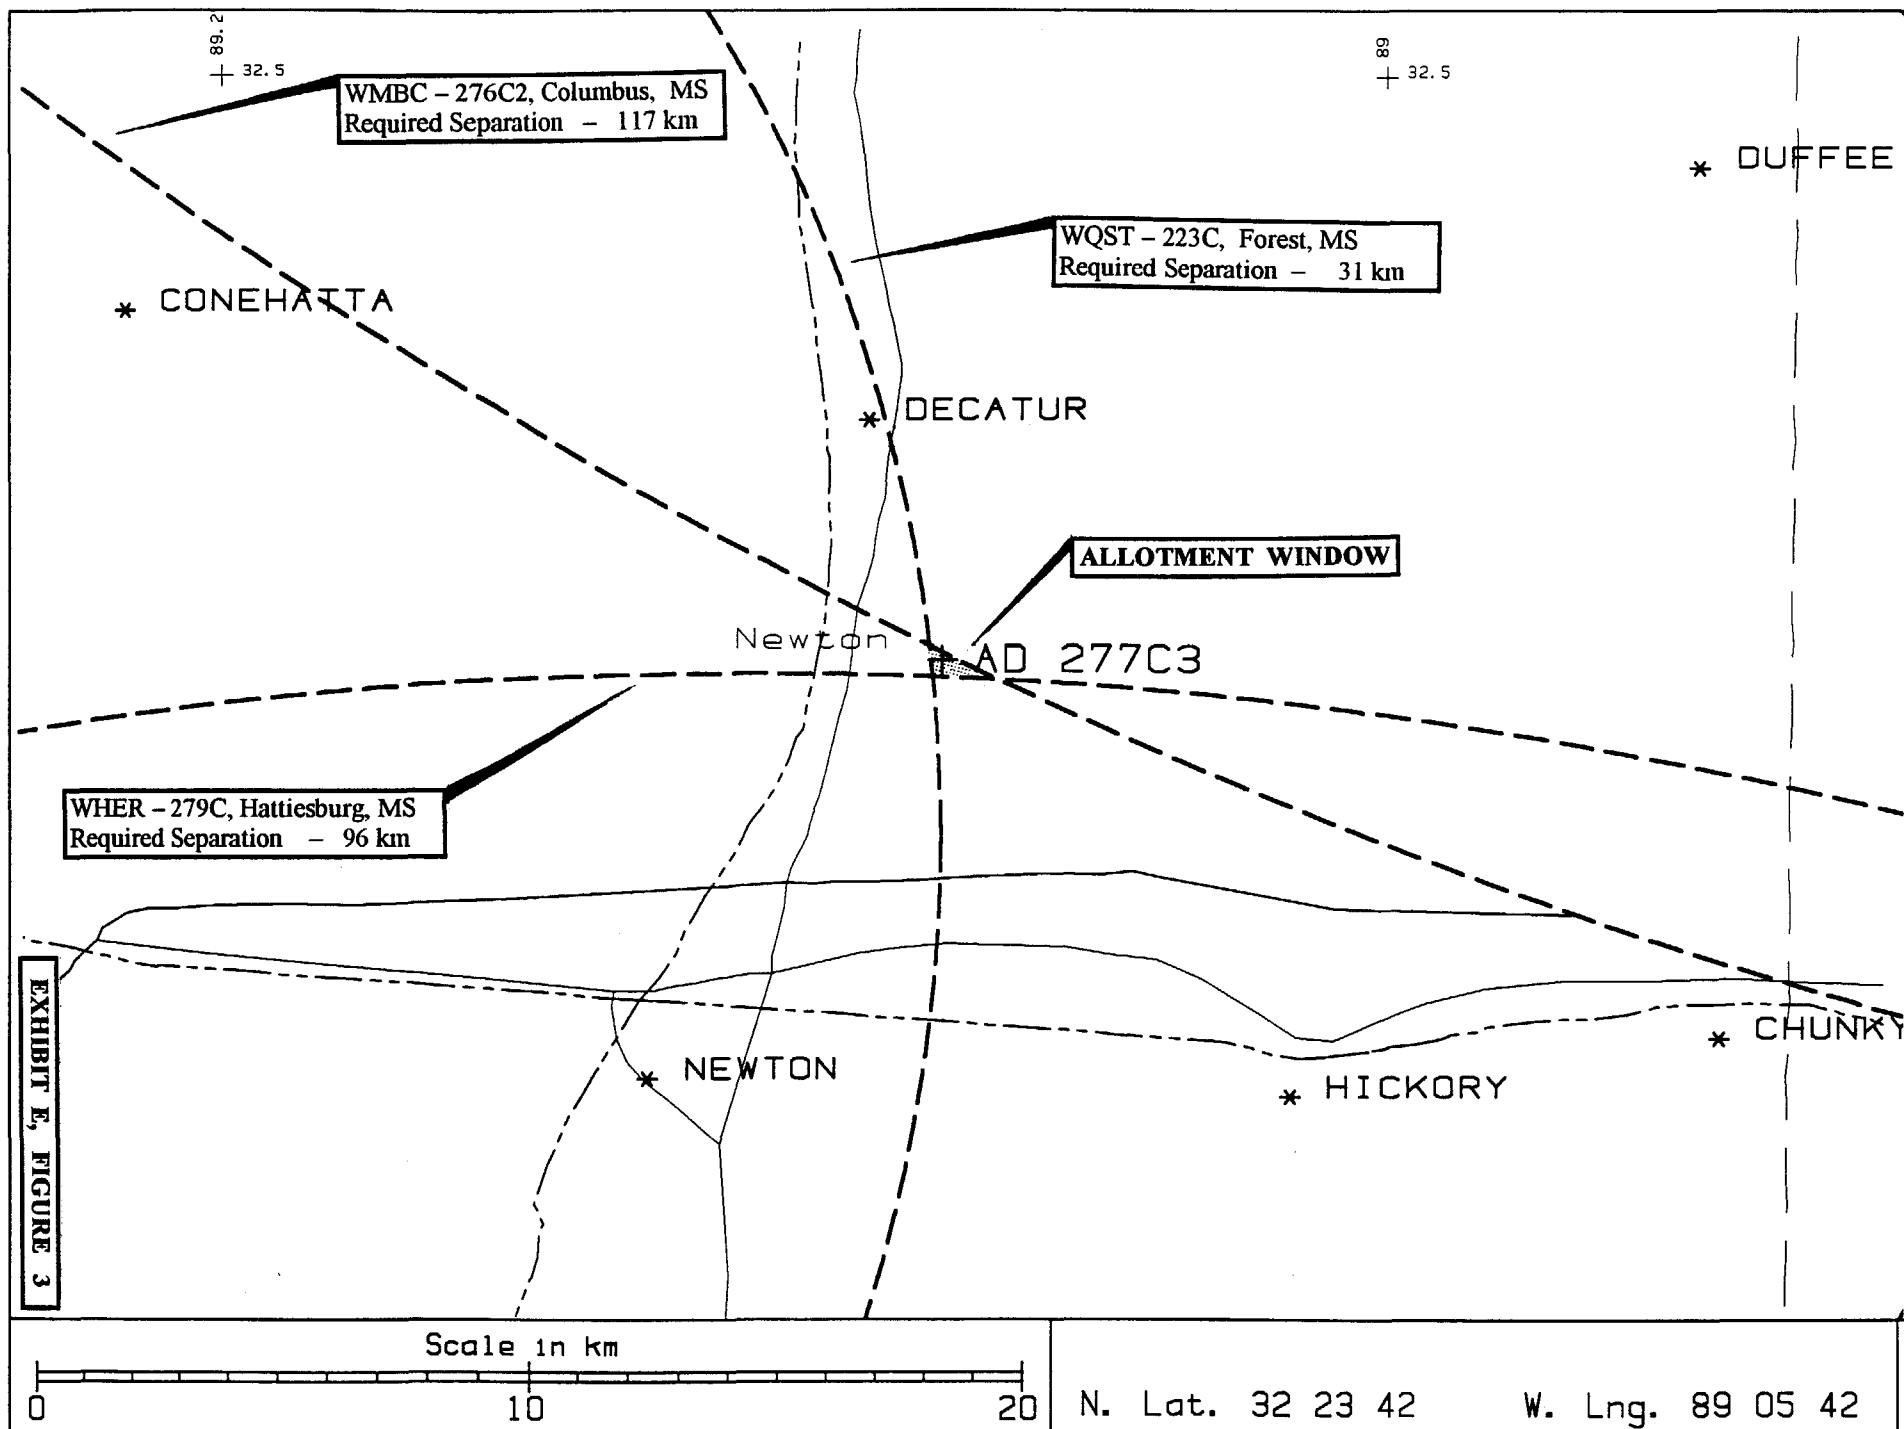 89.2
32.5
89
32.5
WMBC – 276C2, Columbus, MS
Required Separation – 117 km
DUFFEE
WQST – 223C, Forest, MS
Required Separation – 31 km
CONEHATTA
DECATUR
ALLOTMENT WINDOW
Newton
AD 277C3
WHER – 279C, Hattiesburg, MS
Required Separation – 96 km
EXHIBIT E, FIGURE 3
CHUNKY
NEWTON
HICKORY
Scale in km
0 10 20
N. Lat. 32 23 42 W. Lng. 89 05 42